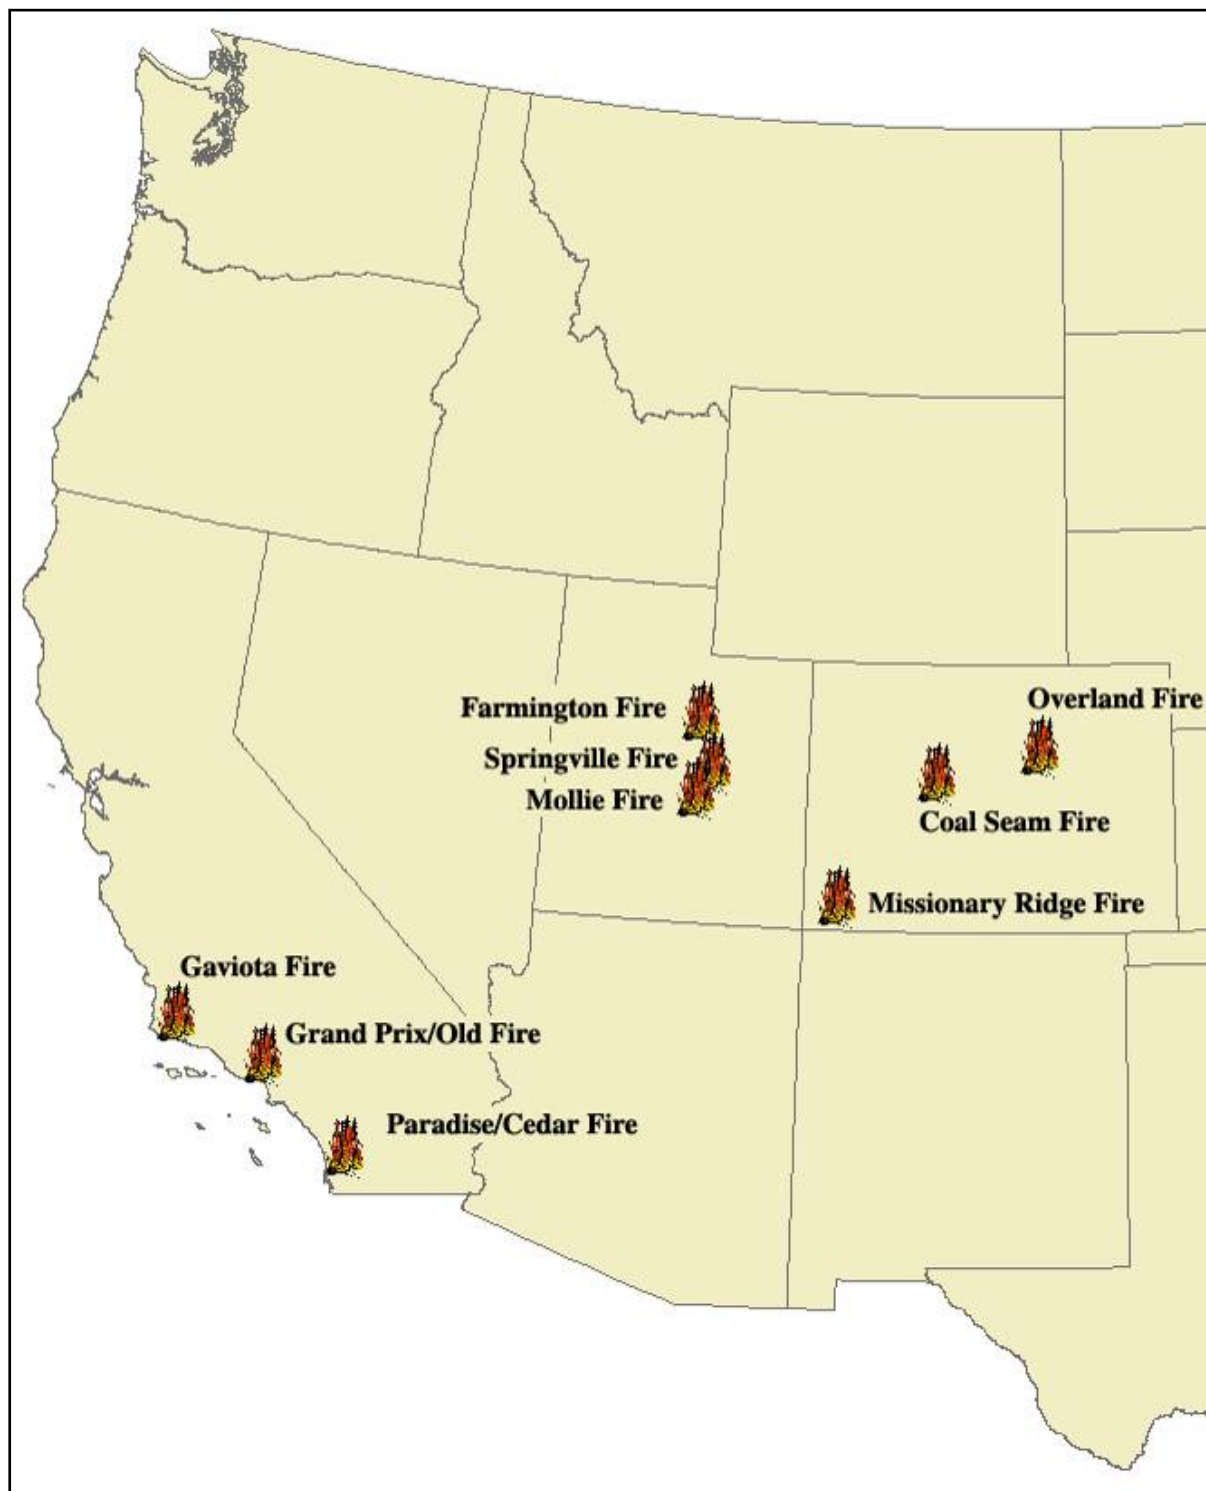 Overland Fire
Farmington Fire
Springville Fire
Mollie Fire
Coal Seam Fire
Missionary Ridge Fire
Gaviota Fire
Grand Prix/Old Fire
Paradise/Cedar Fire